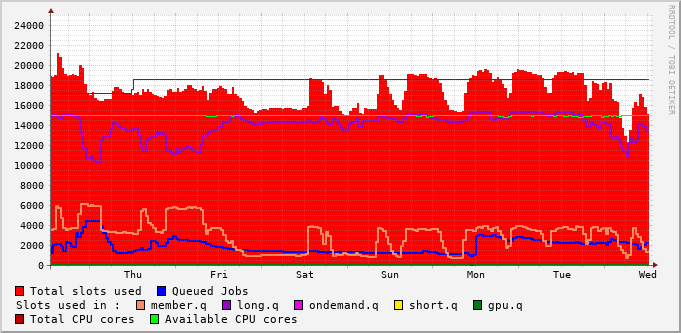 24000
22000
20000
18000
16000
14000
12000
10000
8000
6000
4000
2000
0
Thu Fri Sat Sun Mon Tue Wed
RRDTOOL / TOBI OETIKER
Total slots used Queued Jobs
Slots used in : member.q long.q ondemand.q short.q gpu.q
Total CPU cores Available CPU cores